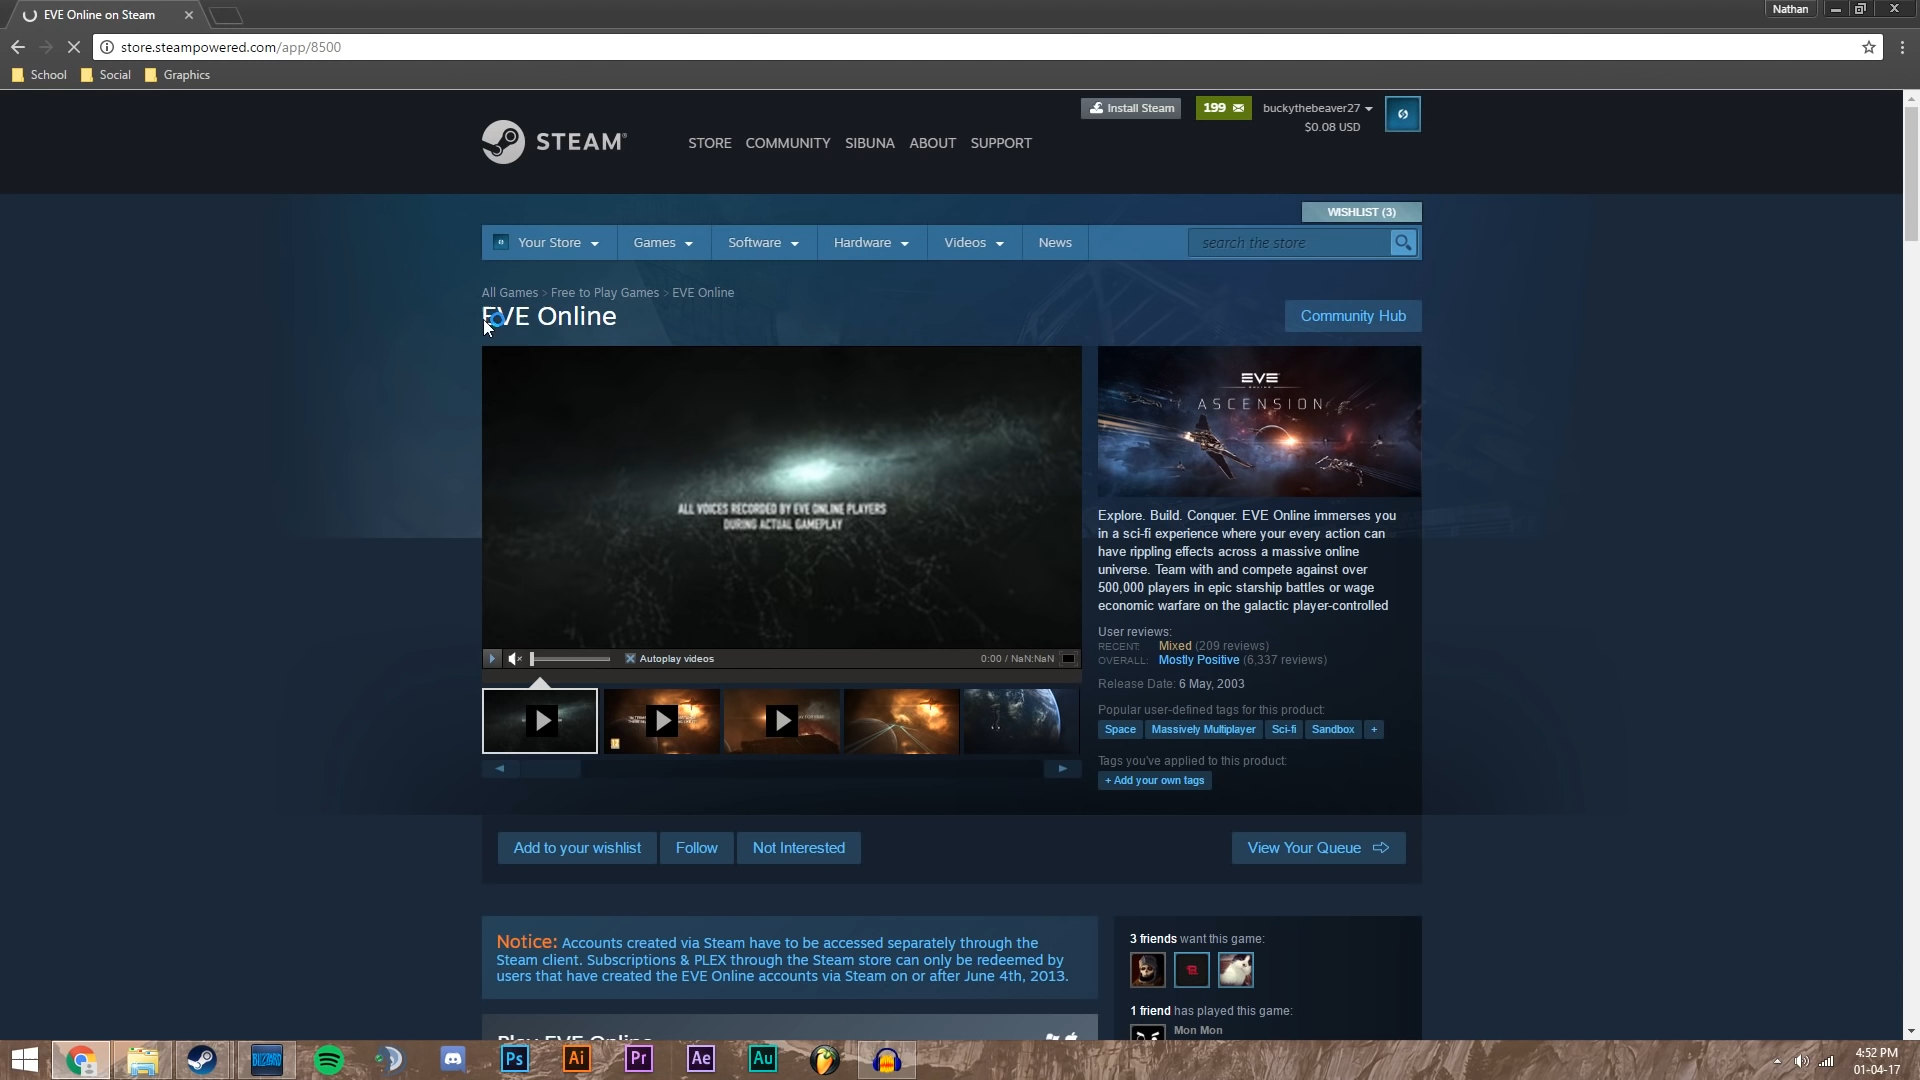 EVE Online on Steam
Nathan
store.steampowered.com/app/8500
School
Social
Graphics
Install Steam
199
buckythebeaver27
$0.08 USD
STEAM®
STORE
COMMUNITY
SIBUNA
ABOUT
SUPPORT
WISHLIST (3)
Your Store
Games
Software
Hardware
Videos
News
search the store
All Games > Free to Play Games > EVE Online
EVE Online
Community Hub
ALL VOICES RECORDED BY EVE ONLINE PLAYERS
DURING ACTUAL GAMEPLAY
Autoplay videos
0:00 / NaN:NaN
EVE
ASCENSION
Explore. Build. Conquer. EVE Online immerses you
in a sci-fi experience where your every action can
have rippling effects across a massive online
universe. Team with and compete against over
500,000 players in epic starship battles or wage
economic warfare on the galactic player-controlled
User reviews:
RECENT: Mixed (209 reviews)
OVERALL: Mostly Positive (6,337 reviews)
Release Date: 6 May, 2003
Popular user-defined tags for this product:
Space
Massively Multiplayer
Sci-fi
Sandbox
+
Tags you've applied to this product:
+ Add your own tags
Add to your wishlist
Follow
Not Interested
View Your Queue
Notice: Accounts created via Steam have to be accessed separately through the
Steam client. Subscriptions & PLEX through the Steam store can only be redeemed by
users that have created the EVE Online accounts via Steam on or after June 4th, 2013.
3 friends want this game:
1 friend has played this game:
Mon Mon
Play EVE Online
BLIZZARD
Ps
Ai
Pr
Ae
Au
4:52 PM
01-04-17